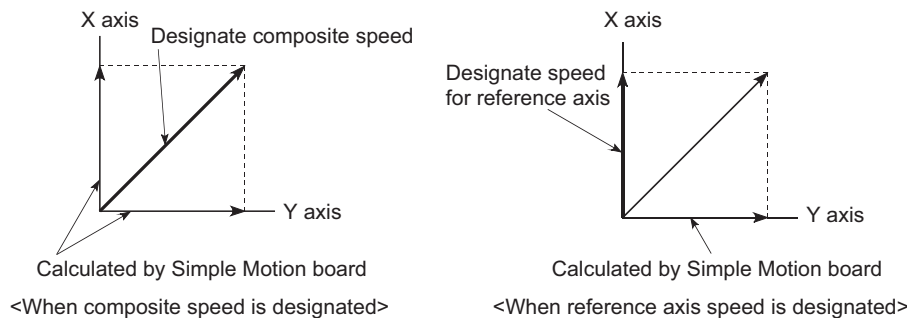 X axis
Designate composite speed
Y axis
Calculated by Simple Motion board
<When composite speed is designated>
X axis
Designate speed
for reference axis
Y axis
Calculated by Simple Motion board
<When reference axis speed is designated>